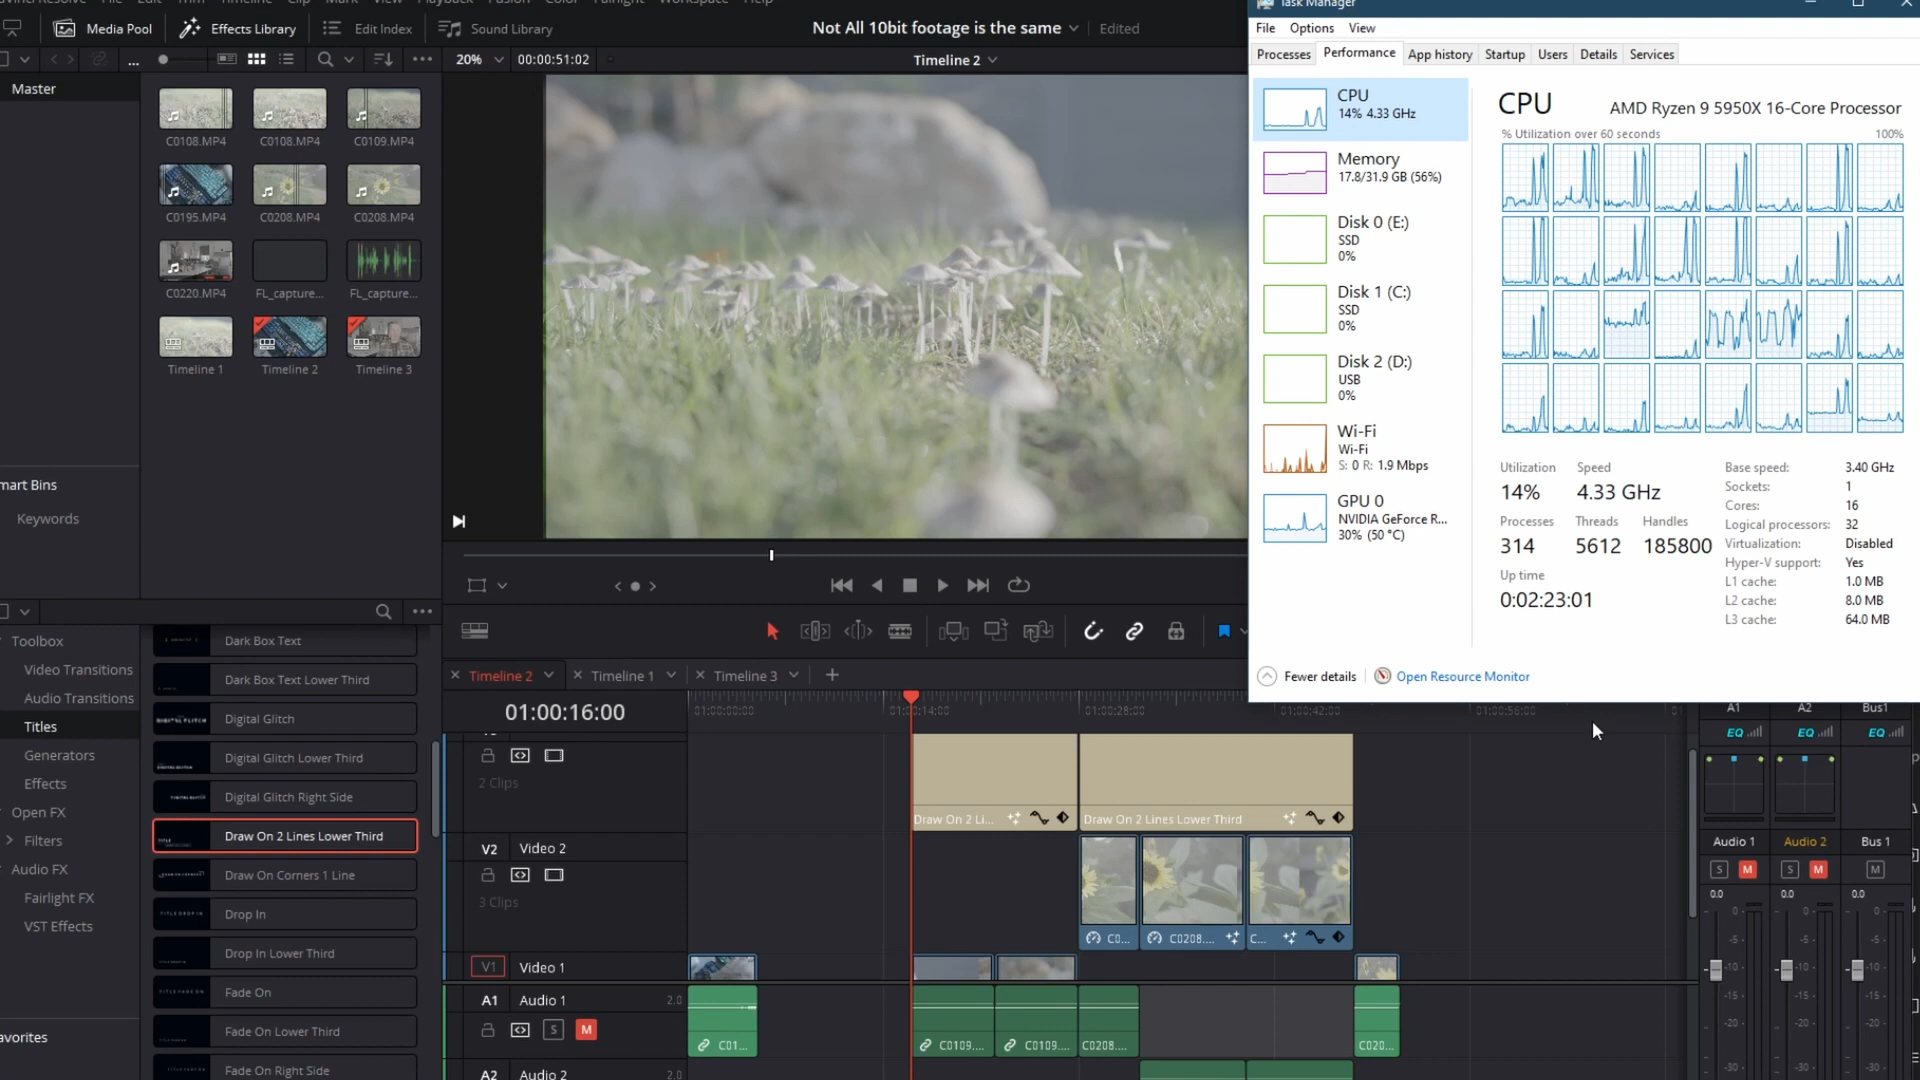 Media Pool
Effects Library
Edit Index
Sound Library
Not All 10bit footage is the same
Edited
20%
00:00:51:02
Timeline 2
Master
C0108.MP4
C0108.MP4
C0109.MP4
C0195.MP4
C0208.MP4
C0208.MP4
C0220.MP4
FL_capture...
FL_capture...
Timeline 1
Timeline 2
Timeline 3
mart Bins
Keywords
Toolbox
Video Transitions
Audio Transitions
Titles
Generators
Effects
Open FX
Filters
Audio FX
Fairlight FX
VST Effects
avorites
Dark Box Text
Dark Box Text Lower Third
Digital Glitch
Digital Glitch Lower Third
Digital Glitch Right Side
Draw On 2 Lines Lower Third
Draw On Corners 1 Line
Drop In
Drop In Lower Third
Fade On
Fade On Lower Third
Fade On Right Side
Task Manager
File
Options
View
Processes
Performance
App history
Startup
Users
Details
Services
CPU
14% 4.33 GHz
Memory
17.8/31.9 GB (56%)
Disk 0 (E:)
SSD
0%
Disk 1 (C:)
SSD
0%
Disk 2 (D:)
USB
0%
Wi-Fi
Wi-Fi
S: 0 R: 1.9 Mbps
GPU 0
NVIDIA GeForce R...
30% (50 °C)
CPU
AMD Ryzen 9 5950X 16-Core Processor
% Utilization over 60 seconds
100%
Utilization
Speed
14%
4.33 GHz
Processes
Threads
Handles
314
5612
185800
Up time
0:02:23:01
Base speed:
3.40 GHz
Sockets:
1
Cores:
16
Logical processors:
32
Virtualization:
Disabled
Hyper-V support:
Yes
L1 cache:
1.0 MB
L2 cache:
8.0 MB
L3 cache:
64.0 MB
Fewer details
Open Resource Monitor
Timeline 2
Timeline 1
Timeline 3
01:00:16:00
01:00:00:00
01:00:14:00
01:00:28:00
01:00:42:00
01:00:56:00
2 Clips
Draw On 2 Li...
Draw On 2 Lines Lower Third
V2
Video 2
3 Clips
C0...
C0208....
C...
V1
Video 1
A1
Audio 1
2.0
S
M
C01...
C0109....
C0109....
C0208....
C020...
A2
Audio 2
2.0
A1
A2
Bus1
EQ
EQ
EQ
Audio 1
Audio 2
Bus 1
S
M
S
M
M
0.0
0.0
0.0
0-
0-
0-
-5-
-5-
-5-
-10-
-10-
-10-
-15-
-15-
-15-
-20-
-20-
-20-
-30-
-30-
-30-